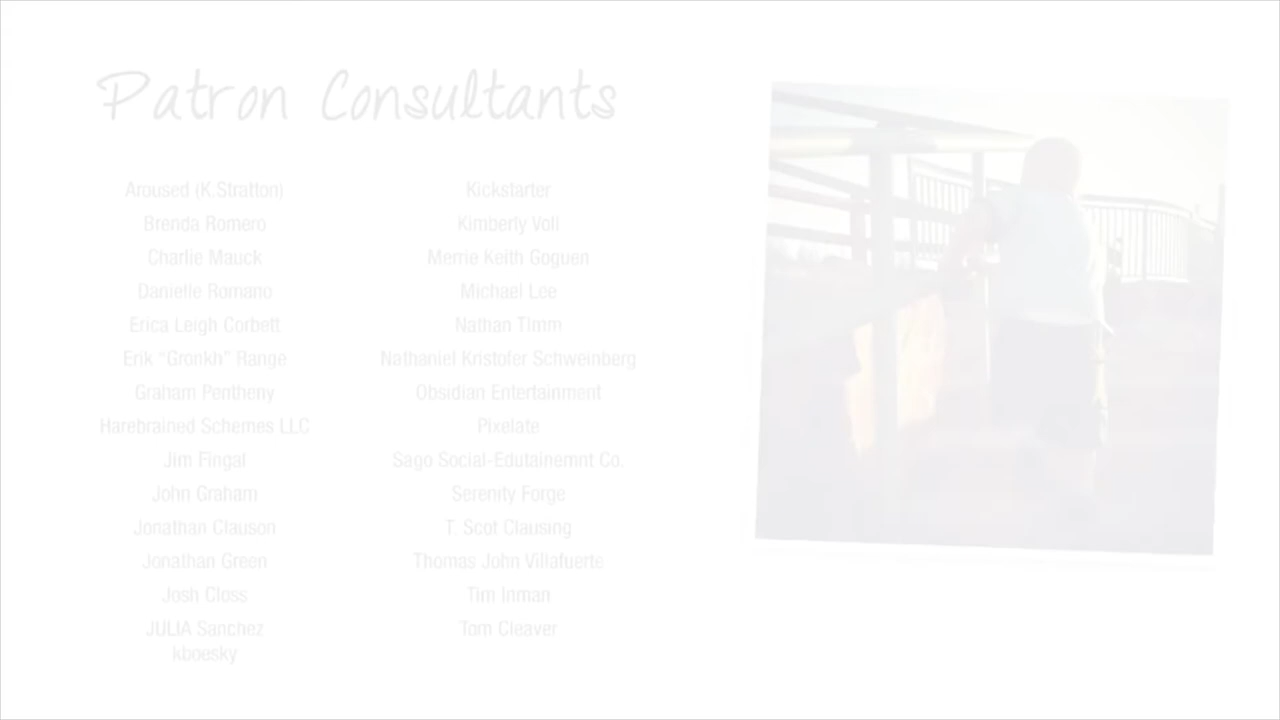 Patron Consultants
Aroused (K.Stratton)
Brenda Romero
Charlie Mauck
Danielle Romano
Erica Leigh Corbett
Erik "Gronkh" Range
Graham Pentheny
Harebrained Schemes LLC
Jim Fingal
John Graham
Jonathan Clauson
Jonathan Green
Josh Closs
JULIA Sanchez
kboesky
Kickstarter
Kimberly Voll
Merrie Keith Goguen
Michael Lee
Nathan Timm
Nathaniel Kristofer Schweinberg
Obsidian Entertainment
Pixelate
Sago Social-Edutainemnt Co.
Serenity Forge
T. Scot Clausing
Thomas John Villafuerte
Tim Inman
Tom Cleaver